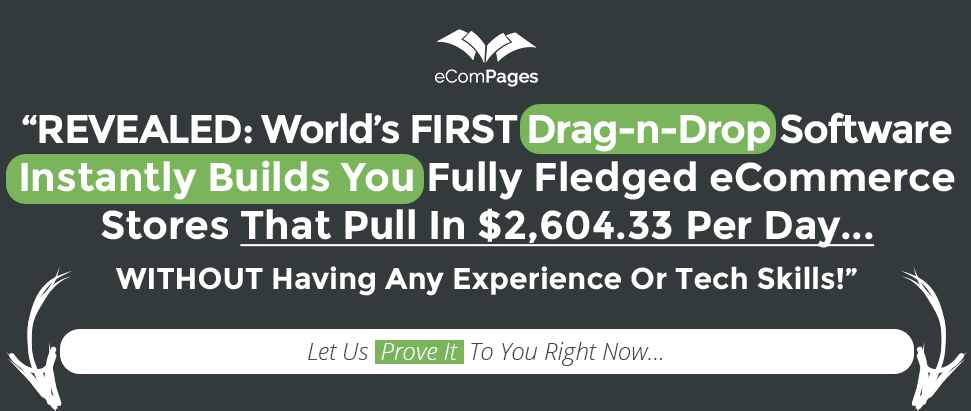 eComPages
“REVEALED: World’s FIRST Drag-n-Drop Software
Instantly Builds You Fully Fledged eCommerce
Stores That Pull In $2,604.33 Per Day...
WITHOUT Having Any Experience Or Tech Skills!”
Let Us Prove It To You Right Now...